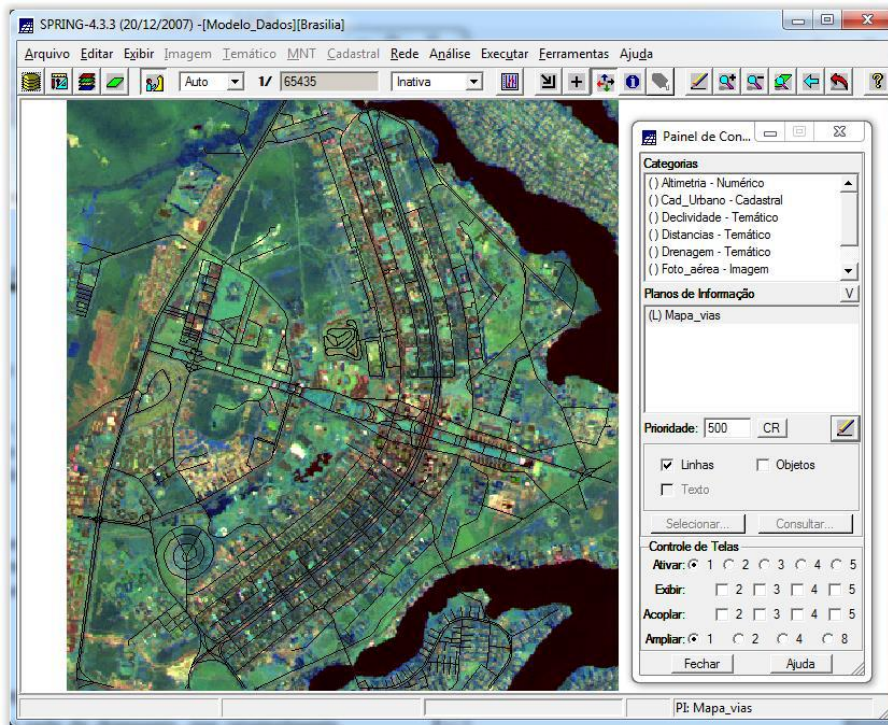 SPRING-4.3.3 (20/12/2007) -[Modelo_Dados][Brasilia]
Arquivo Editar Exibir Imagem Temático MNT Cadastral Rede Análise Executar Ferramentas Ajuda
Auto 1/ 65435 Inativa
Painel de Con...
Categorias
( ) Altimetria - Numérico
( ) Cad_Urbano - Cadastral
( ) Declividade - Temático
( ) Distancias - Temático
( ) Drenagem - Temático
( ) Foto_aérea - Imagem
Planos de Informação V
(L) Mapa_vias
Prioridade: 500 CR
Linhas Objetos
Texto
Selecionar... Consultar...
Controle de Telas
Ativar: 1 2 3 4 5
Exibir: 2 3 4 5
Acoplar: 2 3 4 5
Ampliar: 1 2 4 8
Fechar Ajuda
PI: Mapa_vias